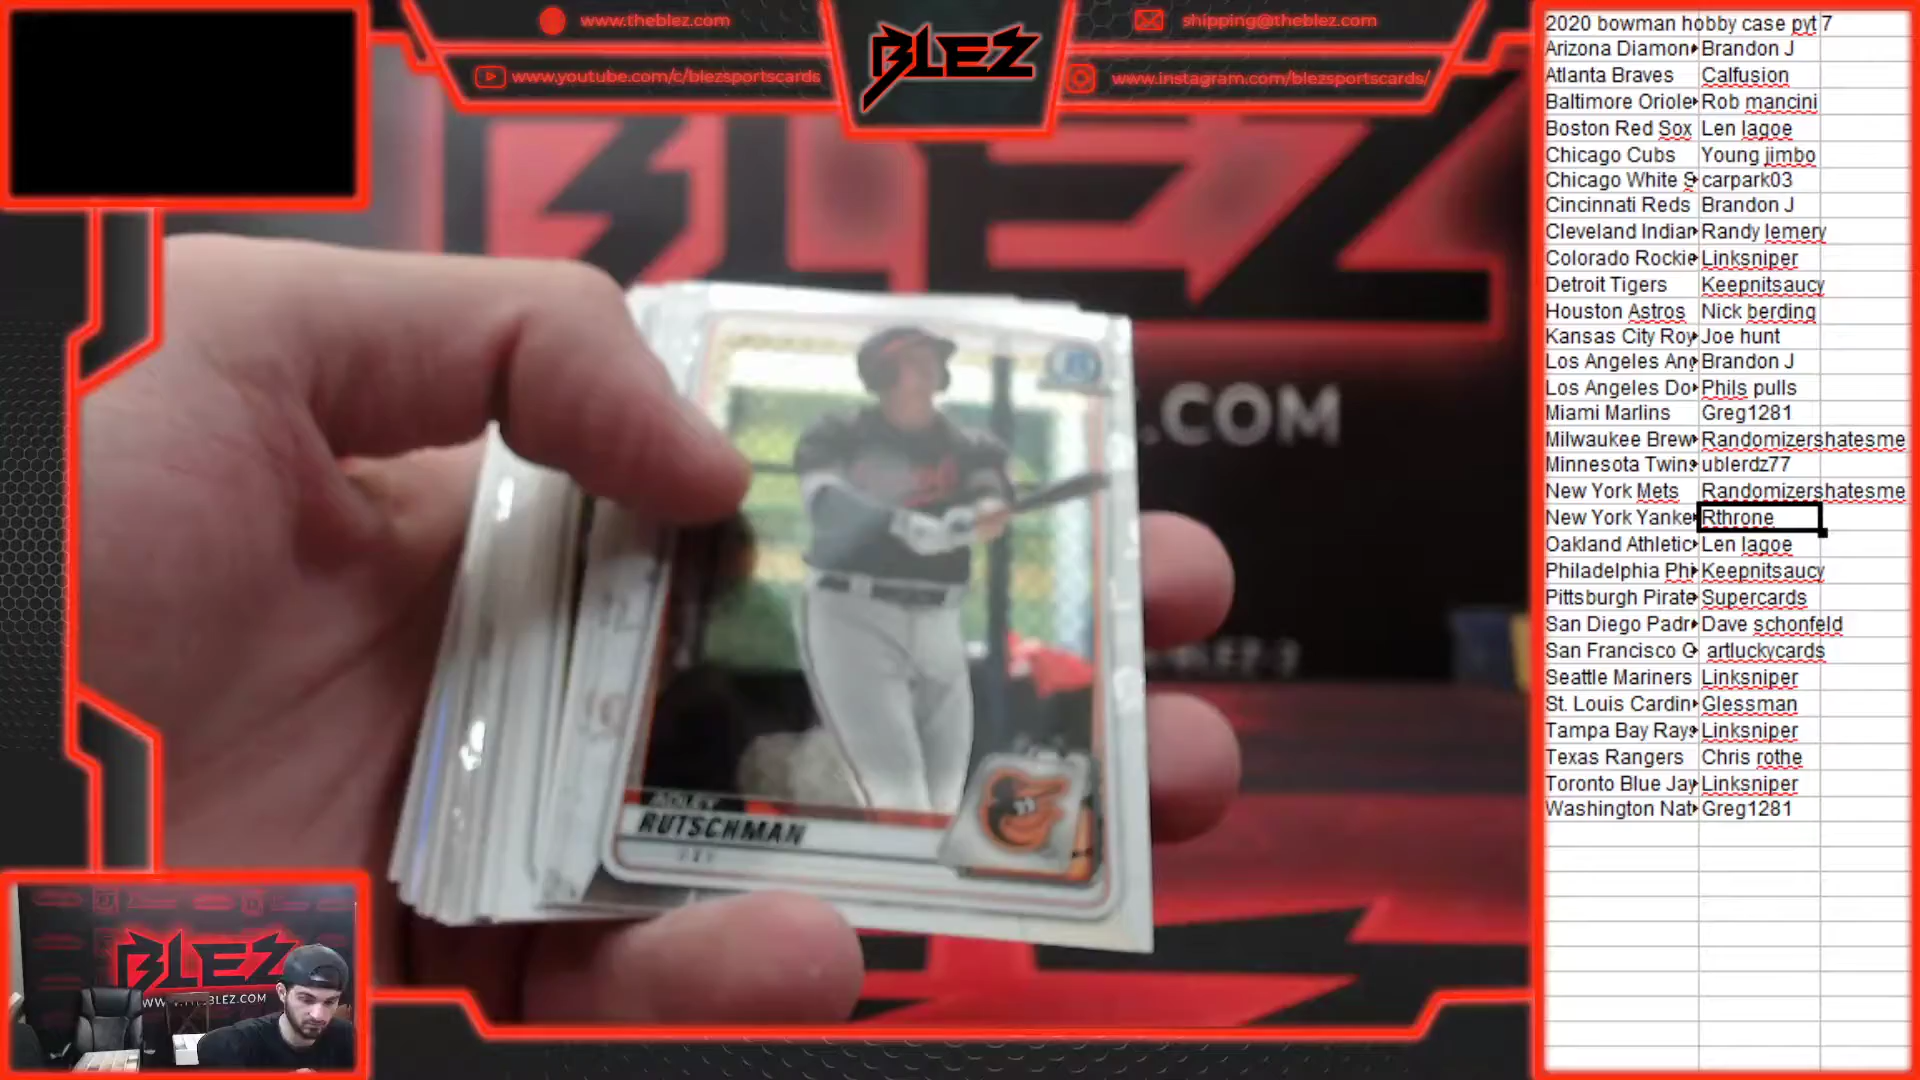 www.theblez.com
shipping@theblez.com
www.youtube.com/c/blezsportscards
www.instagram.com/blezsportscards/
BLEZ
BLEZ
.COM
ADLEY
RUTSCHMAN
BLEZ
2020 bowman hobby case pyt 7
Arizona Diamon Brandon J
Atlanta Braves Calfusion
Baltimore Oriole Rob mancini
Boston Red Sox Len lagoe
Chicago Cubs Young jimbo
Chicago White S carpark03
Cincinnati Reds Brandon J
Cleveland Indian Randy lemery
Colorado Rockie Linksniper
Detroit Tigers Keepnitsaucy
Houston Astros Nick berding
Kansas City Roy Joe hunt
Los Angeles Ang Brandon J
Los Angeles Do Phils pulls
Miami Marlins Greg1281
Milwaukee Brew Randomizershatesme
Minnesota Twins ublerdz77
New York Mets Randomizershatesme
New York Yanke Rthrone
Oakland Athletic Len lagoe
Philadelphia Phi Keepnitsaucy
Pittsburgh Pirate Supercards
San Diego Padr Dave schonfeld
San Francisco G artluckycards
Seattle Mariners Linksniper
St. Louis Cardin Glessman
Tampa Bay Rays Linksniper
Texas Rangers Chris rothe
Toronto Blue Jay Linksniper
Washington Nat Greg1281